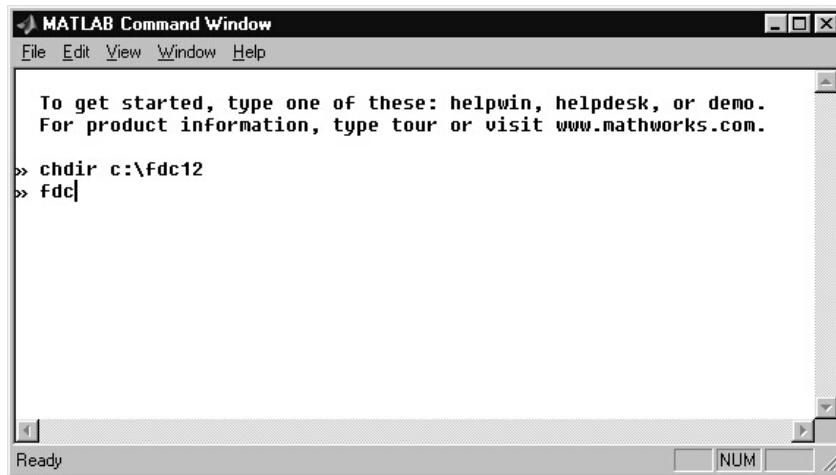 MATLAB Command Window
File Edit View Window Help
To get started, type one of these: helpwin, helpdesk, or demo.
For product information, type tour or visit www.mathworks.com.
» chdir c:\fdc12
» fdc
Ready
NUM